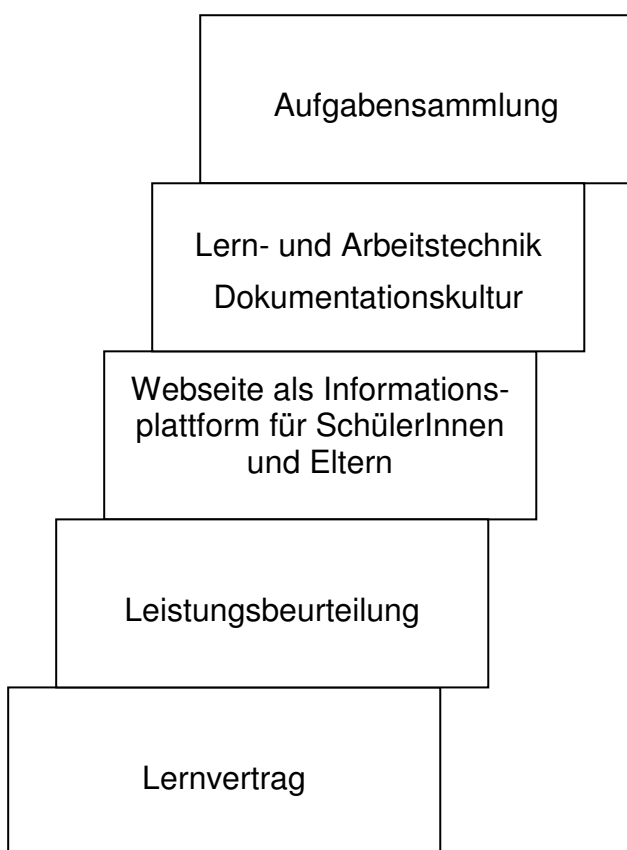 Aufgabensammlung
Lern- und Arbeitstechnik
Dokumentationskultur
Webseite als Informations-
plattform für SchülerInnen
und Eltern
Leistungsbeurteilung
Lernvertrag